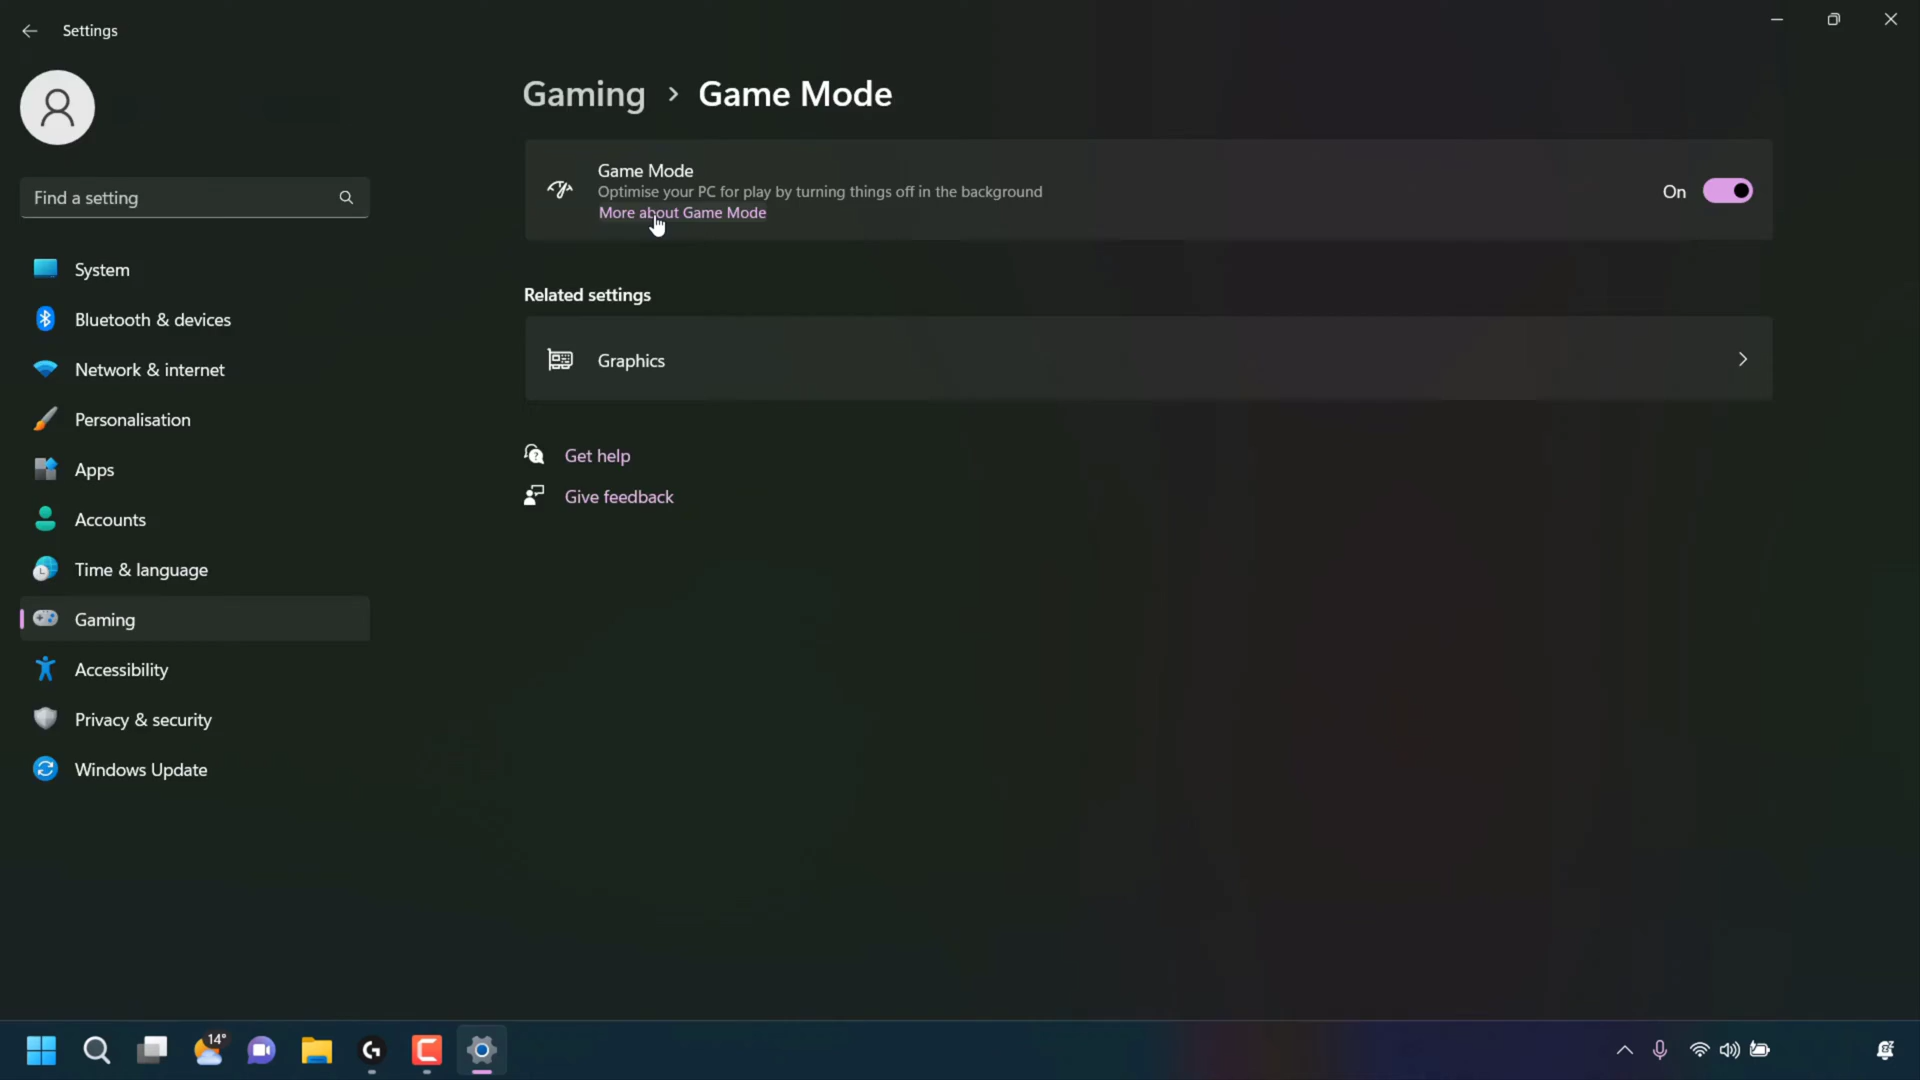 Settings
Find a setting
System
Bluetooth & devices
Network & internet
Personalisation
Apps
Accounts
Time & language
Gaming
Accessibility
Privacy & security
Windows Update
Gaming > Game Mode
Game Mode
Optimise your PC for play by turning things off in the background
More about Game Mode
On
Related settings
Graphics
Get help
Give feedback
14°